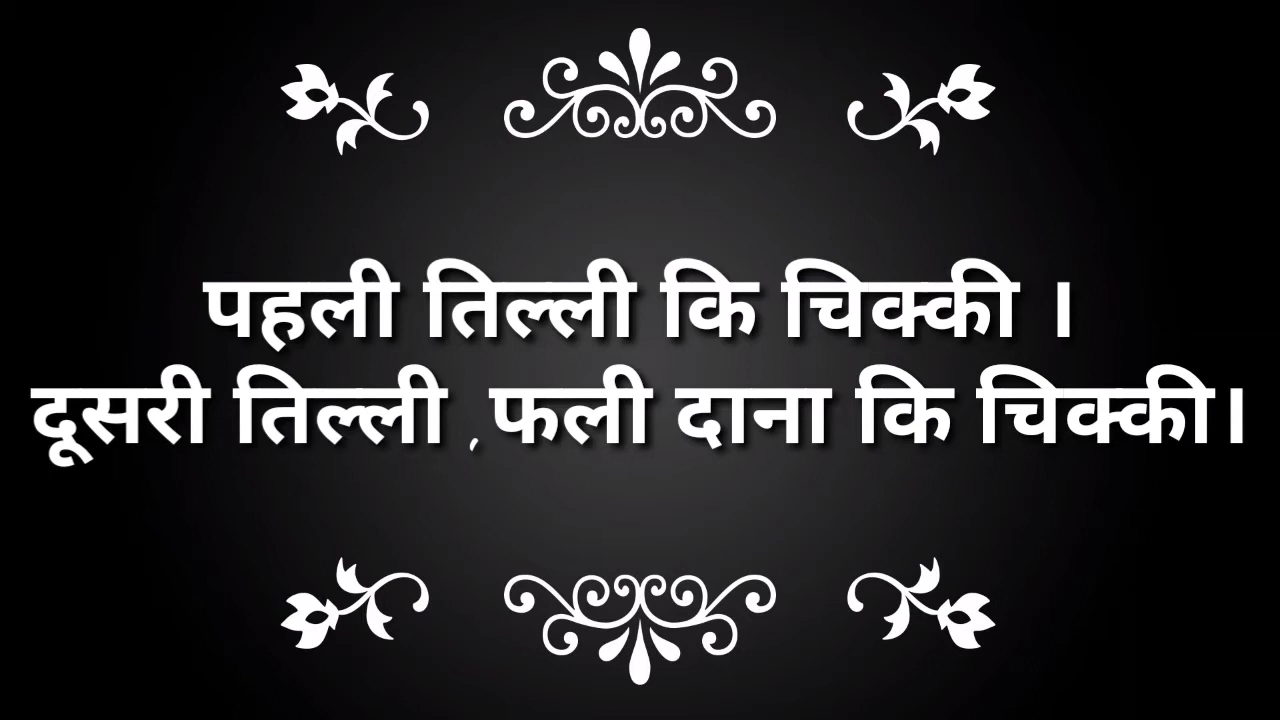 पहली तिल्ली कि चिक्की ।
दूसरी तिल्ली , फली दाना कि चिक्की।